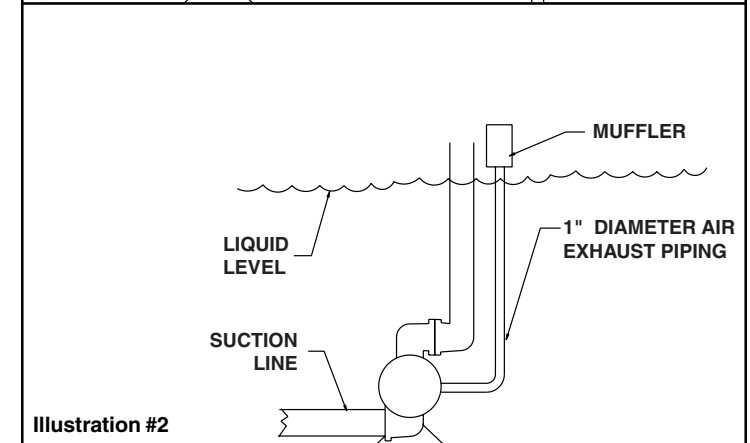 MUFFLER
1" DIAMETER AIR
EXHAUST PIPING
LIQUID
LEVEL
SUCTION
LINE
Illustration #2